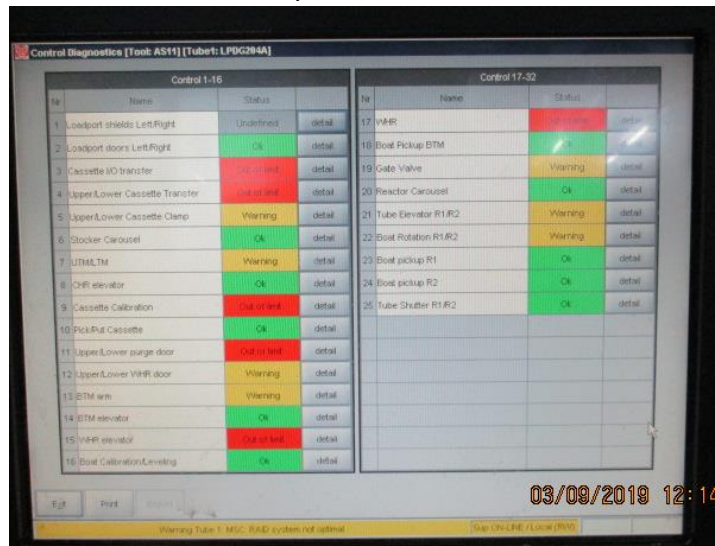 Control Diagnostics [Tool: AS11] [Tube1: LPDG204A]
Control 1-16
Nr Name Status
1 Loadport shields Left/Right Undefined detail
2 Loadport doors Left/Right Ok detail
3 Cassette I/O transfer Out of limit detail
4 Upper/Lower Cassette Transfer Out of limit detail
5 Upper/Lower Cassette Clamp Warning detail
6 Stocker Carousel Ok detail
7 UTM/LTM Warning detail
8 CHR elevator Ok detail
9 Cassette Calibration Out of limit detail
10 Pick/Put Cassette Ok detail
11 Upper/Lower purge door Out of limit detail
12 Upper/Lower WHR door Warning detail
13 BTM arm Warning detail
14 BTM elevator Ok detail
15 WHR elevator Out of limit detail
16 Boat Calibration/Leveling Ok detail
Control 17-32
Nr Name Status
17 WHR Out of limit detail
18 Boat Pickup BTM detail
19 Gate Valve Warning detail
20 Reactor Carousel Ok detail
21 Tube Elevator R1/R2 Warning detail
22 Boat Rotation R1/R2 Warning detail
23 Boat pickup R1 Ok detail
24 Boat pickup R2 Ok detail
25 Tube Shutter R1/R2 Ok detail
Exit Print
Warning Tube 1: MSC: RAID system not optimal
Sup ON-LINE / Local (R/W)
03/09/2019 12:14